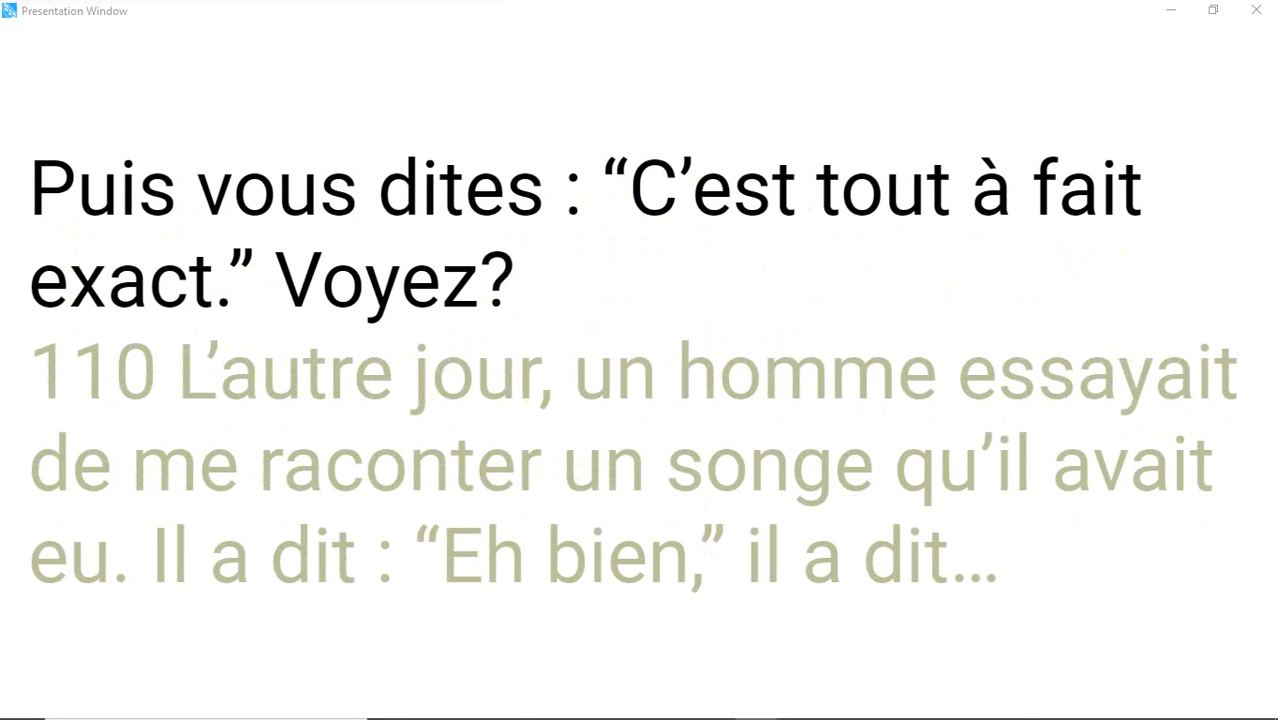 Presentation Window
Puis vous dites : “C’est tout à fait
exact.” Voyez?
110 L’autre jour, un homme essayait
de me raconter un songe qu’il avait
eu. Il a dit : “Eh bien,” il a dit…